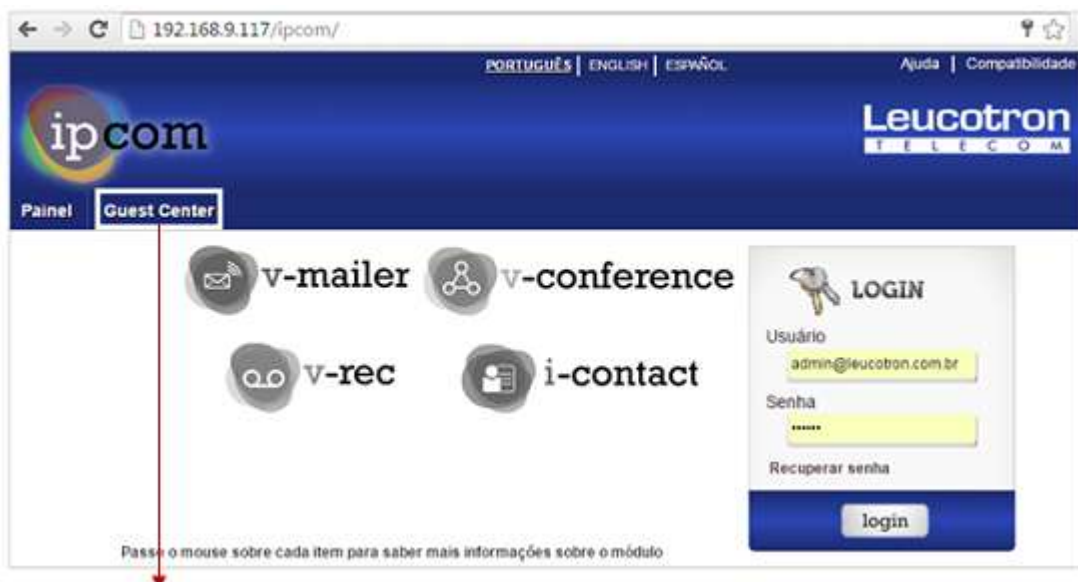 192.168.9.117/ipcom/
PORTUGUÊS | ENGLISH | ESPAÑOL
Ajuda | Compatibilidade
ipcom
Leucotron
TELECOM
Painel
Guest Center
v-mailer
v-conference
v-rec
i-contact
LOGIN
Usuário
admin@leucotron.com.br
Senha
••••••
Recuperar senha
login
Passe o mouse sobre cada item para saber mais informações sobre o módulo